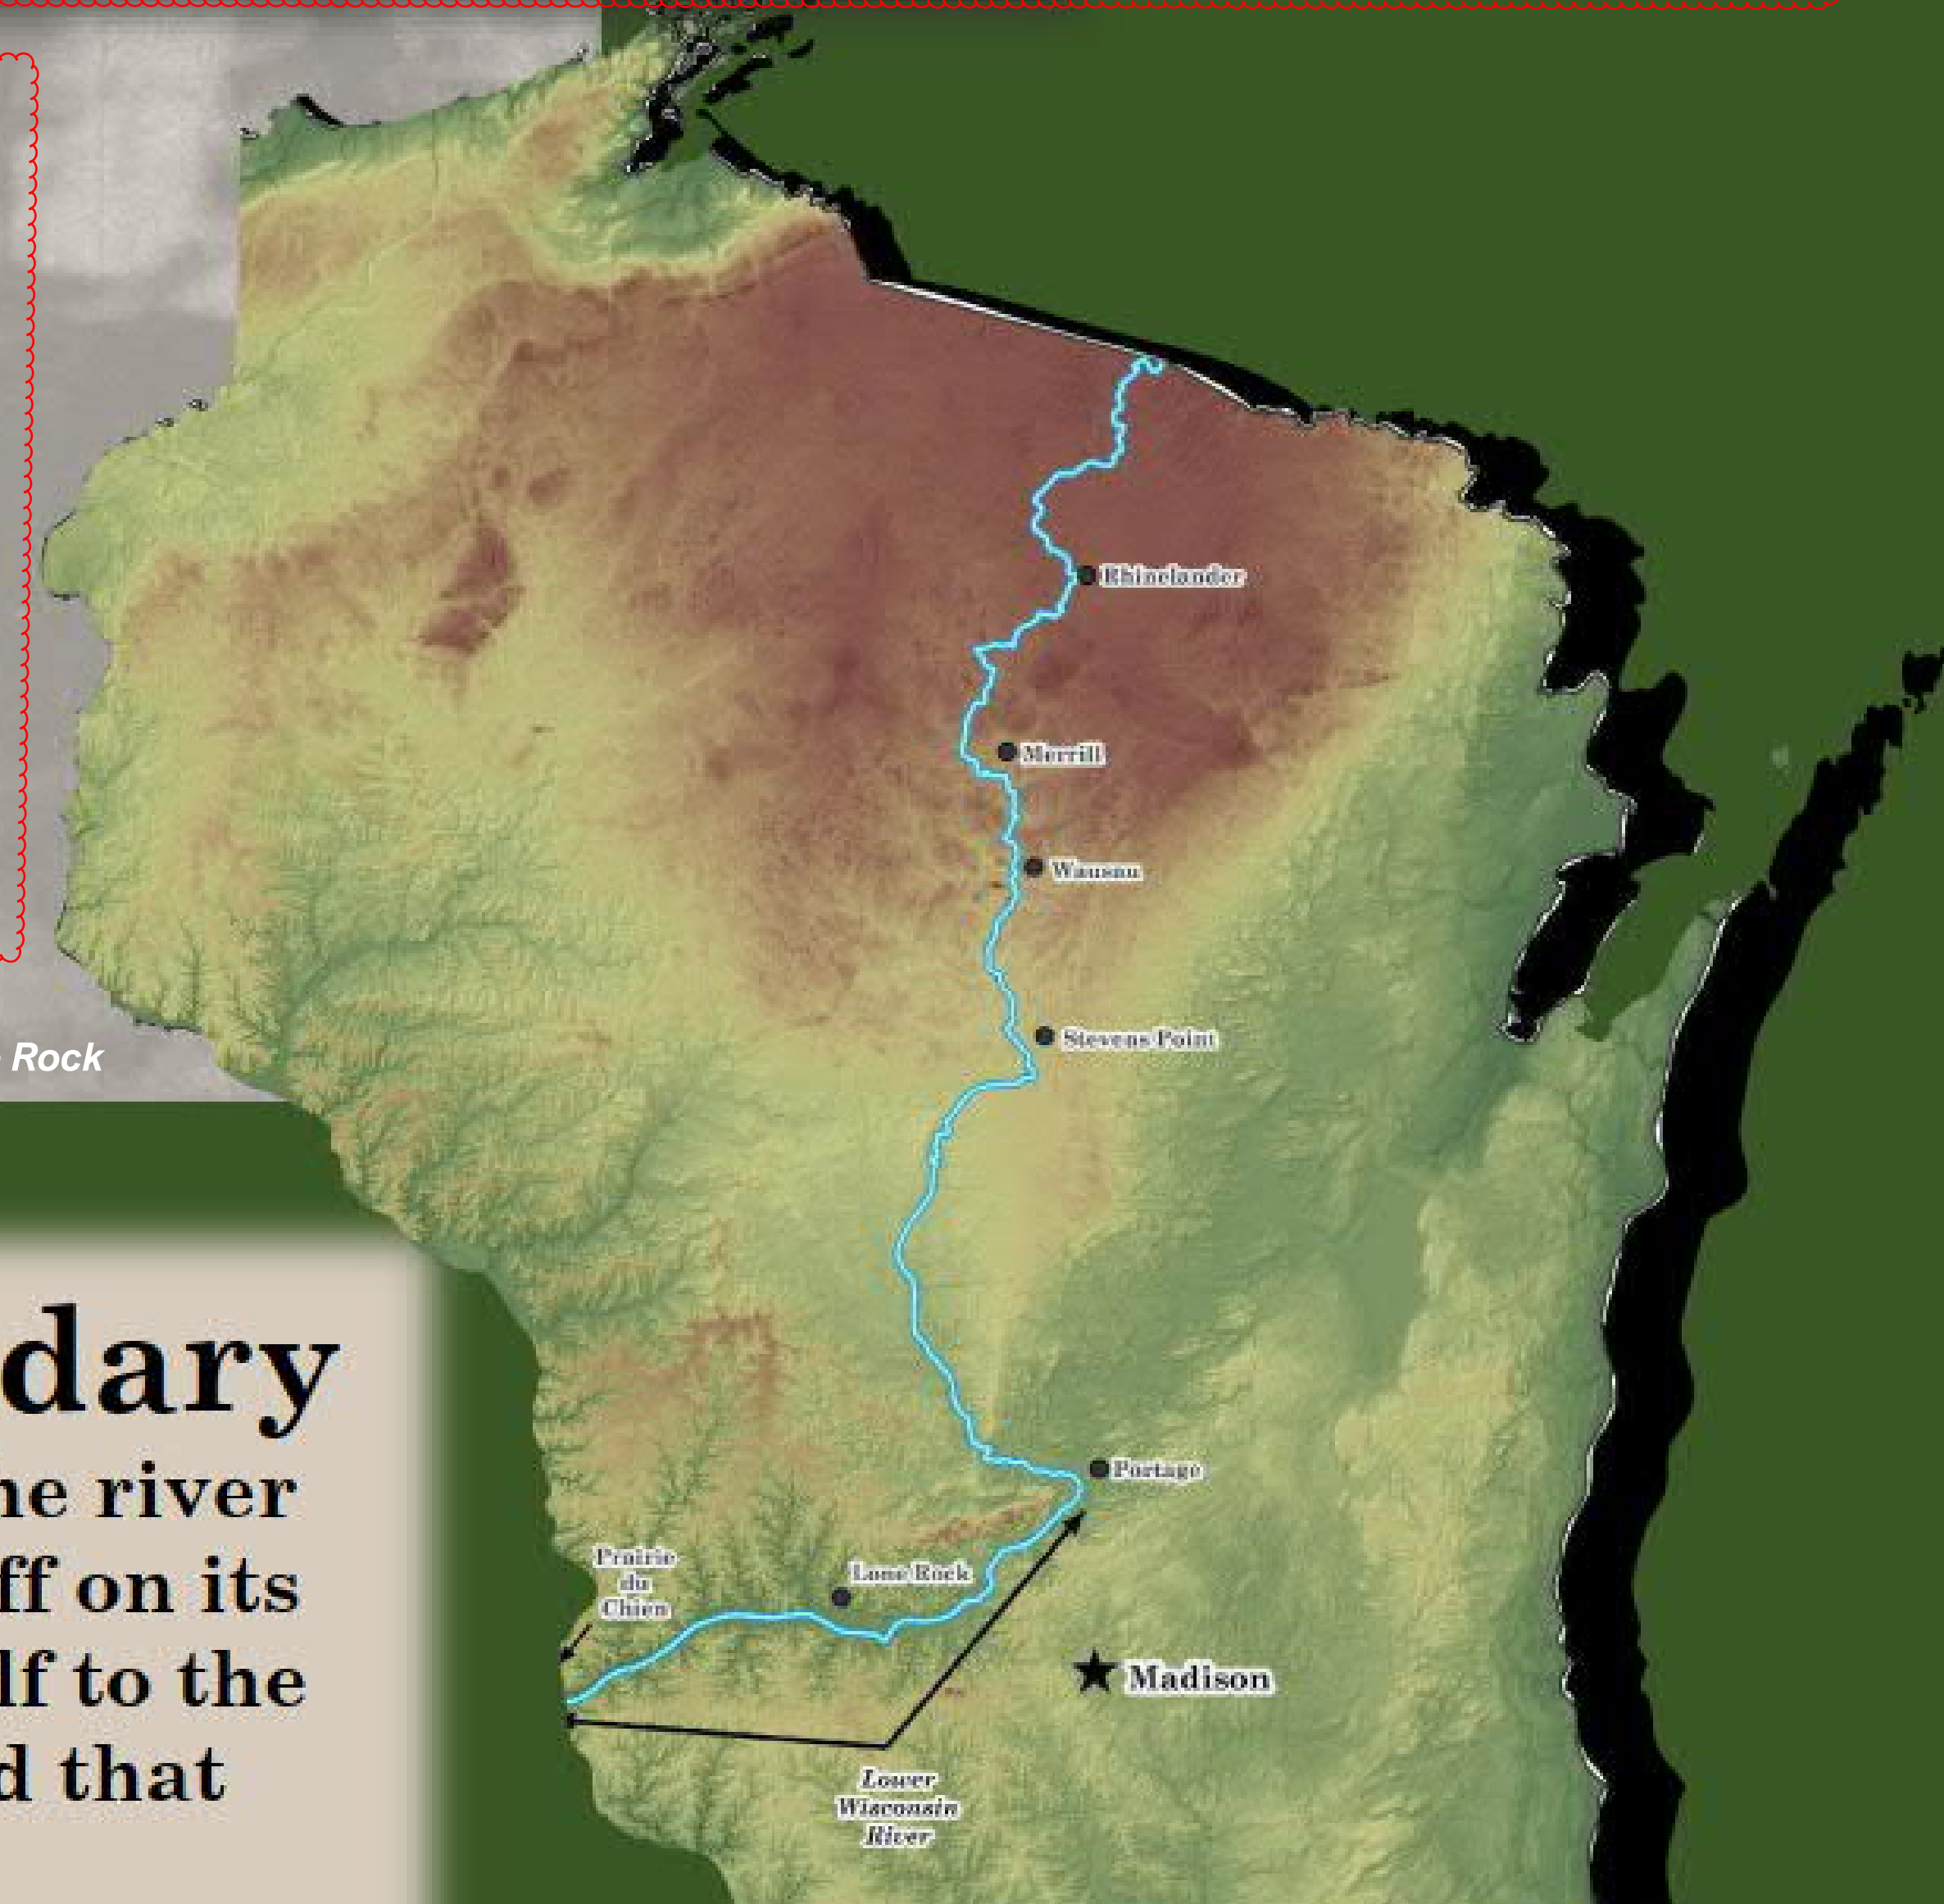 Rhinelander
Merrill
Wausau
Stevens Point
Rock
dary
he river
ff on its
lf to the
d that
Portage
Prairie
du
Chien
Lone Rock
Madison
Lower
Wisconsin
River